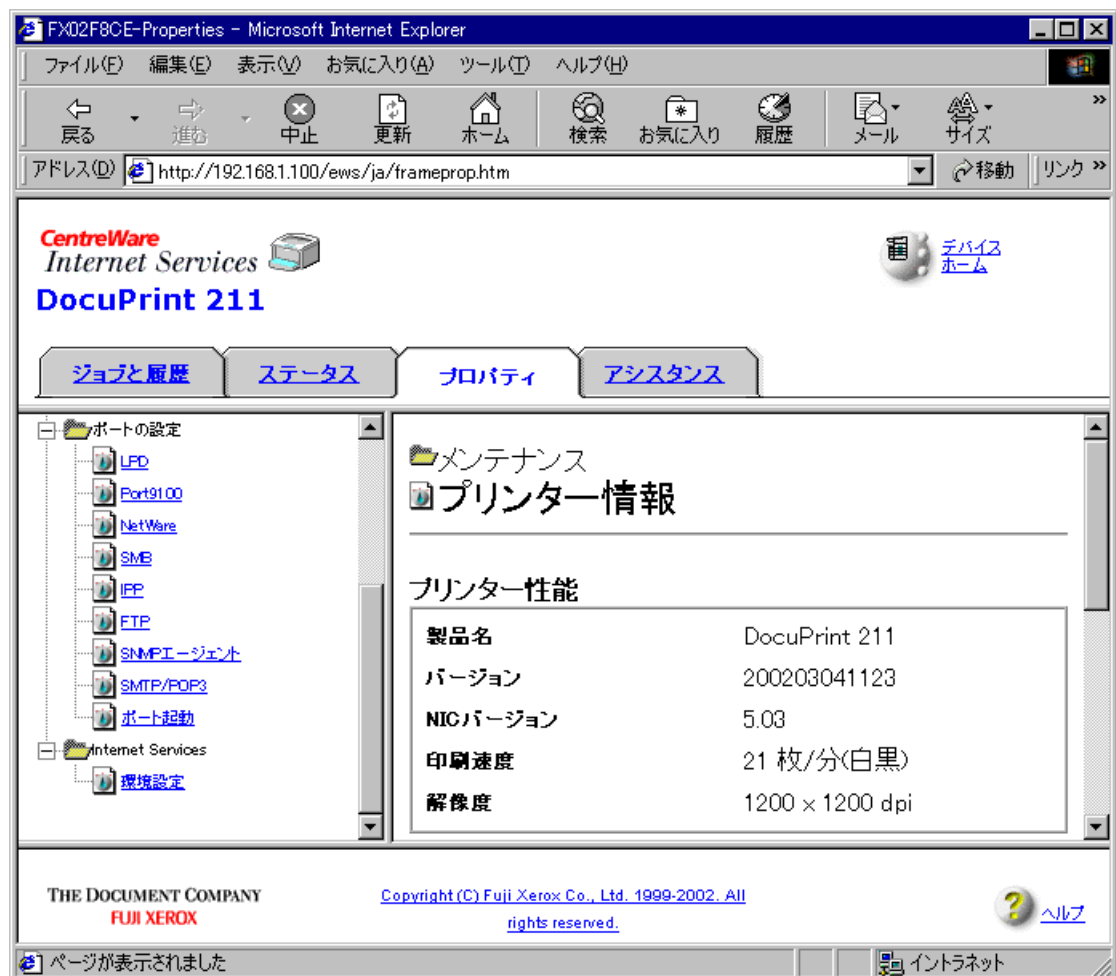 FX02F8CE-Properties - Microsoft Internet Explorer
ファイル(F) 編集(E) 表示(V) お気に入り(A) ツール(T) ヘルプ(H)
戻る 進む 中止 更新 ホーム 検索 お気に入り 履歴 メール サイズ »
アドレス(D) http://192.168.1.100/ews/ja/frameprop.htm 移動 リンク »
CentreWare
Internet Services
DocuPrint 211
デバイス
ホーム
ジョブと履歴 ステータス プロパティ アシスタンス
ポートの設定
LPD
Port9100
NetWare
SMB
IPP
FTP
SNMPエージェント
SMTP/POP3
ポート起動
Internet Services
環境設定
メンテナンス
プリンター情報
プリンター性能
製品名 DocuPrint 211
バージョン 200203041123
NICバージョン 5.03
印刷速度 21 枚/分(白黒)
解像度 1200 × 1200 dpi
THE DOCUMENT COMPANY
FUJI XEROX
Copyright (C) Fuji Xerox Co., Ltd. 1999-2002. All
rights reserved.
ヘルプ
ページが表示されました イントラネット